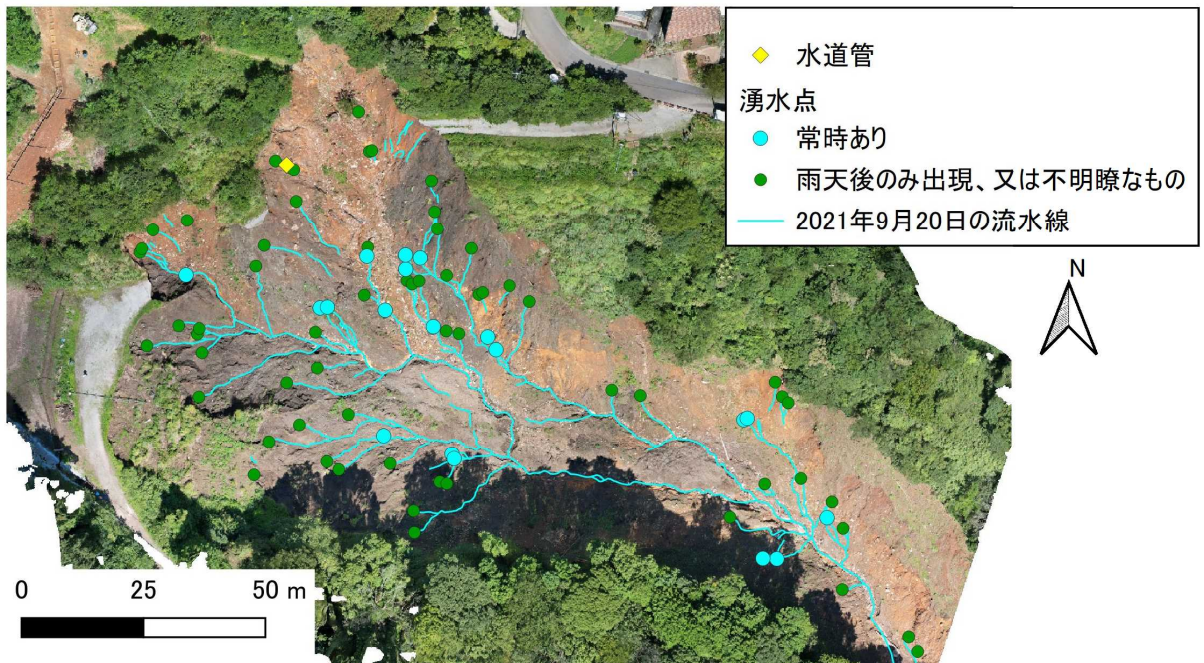 水道管
湧水点
常時あり
雨天後のみ出現、又は不明瞭なもの
2021年9月20日の流水線
N
0 25 50 m